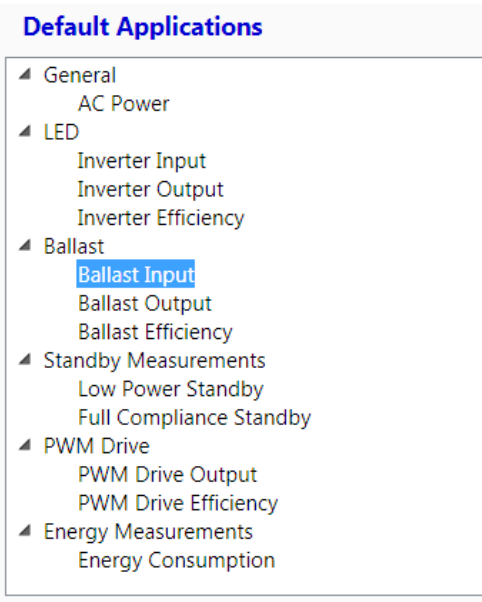 Default Applications
General
AC Power
LED
Inverter Input
Inverter Output
Inverter Efficiency
Ballast
Ballast Input
Ballast Output
Ballast Efficiency
Standby Measurements
Low Power Standby
Full Compliance Standby
PWM Drive
PWM Drive Output
PWM Drive Efficiency
Energy Measurements
Energy Consumption